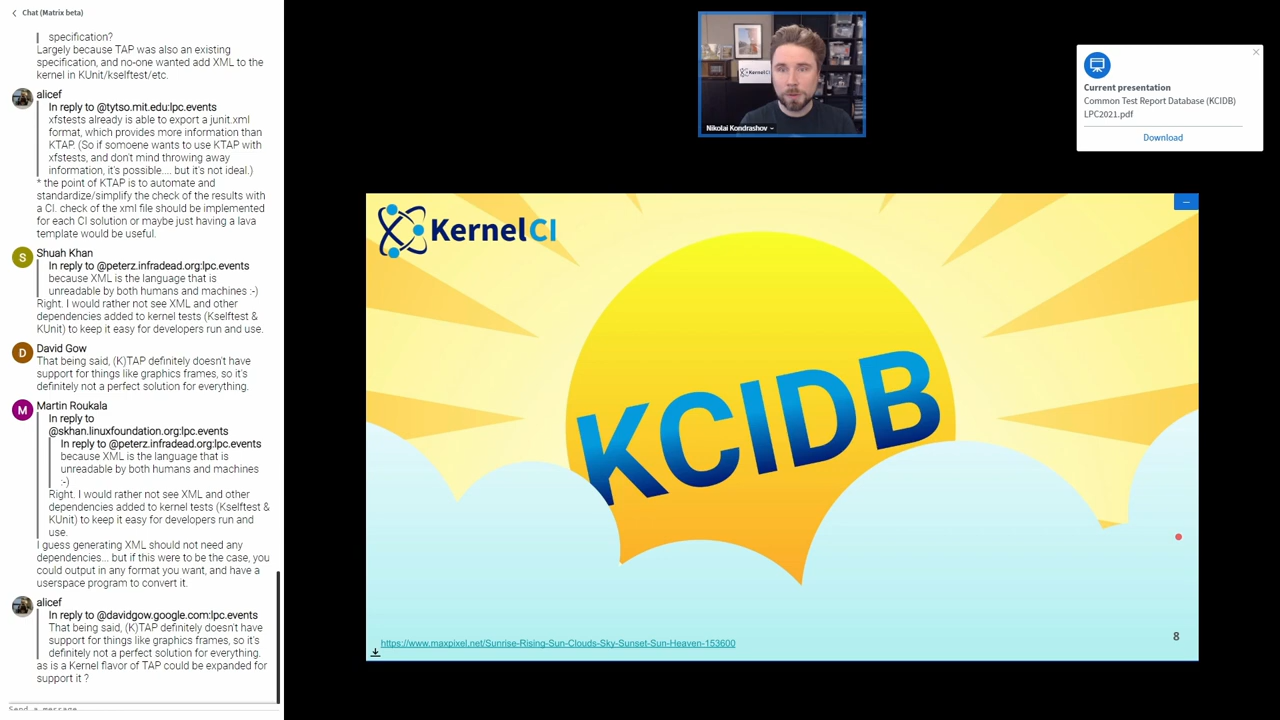 Chat (Matrix beta)
specification?
Largely because TAP was also an existing
specification, and no-one wanted add XML to the
kernel in KUnit/kselftest/etc.
alicef
In reply to @tytso.mit.edu:lpc.events
xfstests already is able to export a junit.xml
format, which provides more information than
KTAP. (So if somoene wants to use KTAP with
xfstests, and don't mind throwing away
information, it's possible.... but it's not ideal.)
* the point of KTAP is to automate and
standardize/simplify the check of the results with
a CI. check of the xml file should be implemented
for each CI solution or maybe just having a lava
template would be useful.
S
Shuah Khan
In reply to @peterz.infradead.org:lpc.events
because XML is the language that is
unreadable by both humans and machines :-)
Right. I would rather not see XML and other
dependencies added to kernel tests (Kselftest &
KUnit) to keep it easy for developers run and use.
D
David Gow
That being said, (K)TAP definitely doesn't have
support for things like graphics frames, so it's
definitely not a perfect solution for everything.
M
Martin Roukala
In reply to
@skhan.linuxfoundation.org:lpc.events
In reply to @peterz.infradead.org:lpc.events
because XML is the language that is
unreadable by both humans and machines
:-)
Right. I would rather not see XML and other
dependencies added to kernel tests (Kselftest &
KUnit) to keep it easy for developers run and
use.
I guess generating XML should not need any
dependencies... but if this were to be the case, you
could output in any format you want, and have a
userspace program to convert it.
alicef
In reply to @davidgow.google.com:lpc.events
That being said, (K)TAP definitely doesn't have
support for things like graphics frames, so it's
definitely not a perfect solution for everything.
as is a Kernel flavor of TAP could be expanded for
support it ?
Send a message
KernelCI
Nikolai Kondrashov
Current presentation
Common Test Report Database (KCIDB)
LPC2021.pdf
Download
KernelCI
KCIDB
https://www.maxpixel.net/Sunrise-Rising-Sun-Clouds-Sky-Sunset-Sun-Heaven-153600
8